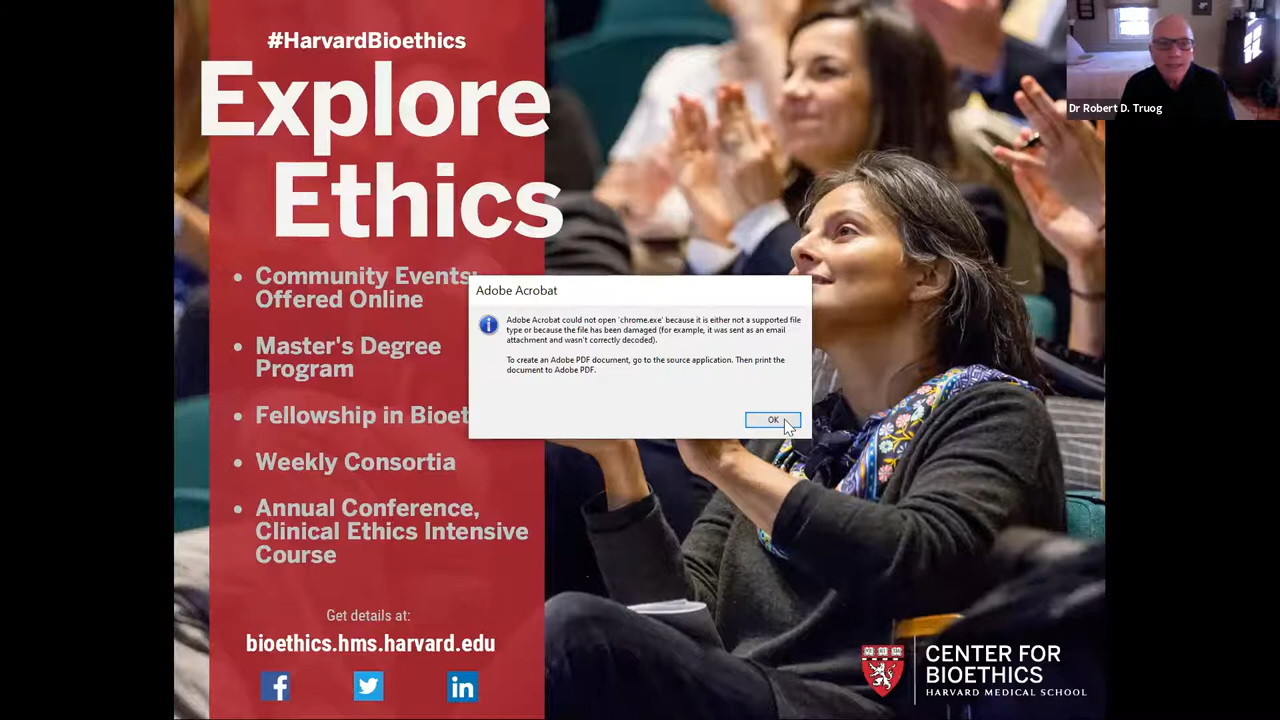 #HarvardBioethics
Explore
Ethics
Dr Robert D. Truog
• Community Events
Offered Online
• Master's Degree
Program
• Fellowship in Bioet
• Weekly Consortia
• Annual Conference,
Clinical Ethics Intensive
Course
Adobe Acrobat
Adobe Acrobat could not open 'chrome.exe' because it is either not a supported file
type or because the file has been damaged (for example, it was sent as an email
attachment and wasn't correctly decoded).
To create an Adobe PDF document, go to the source application. Then print the
document to Adobe PDF.
OK
Get details at:
bioethics.hms.harvard.edu
CENTER FOR
BIOETHICS
HARVARD MEDICAL SCHOOL